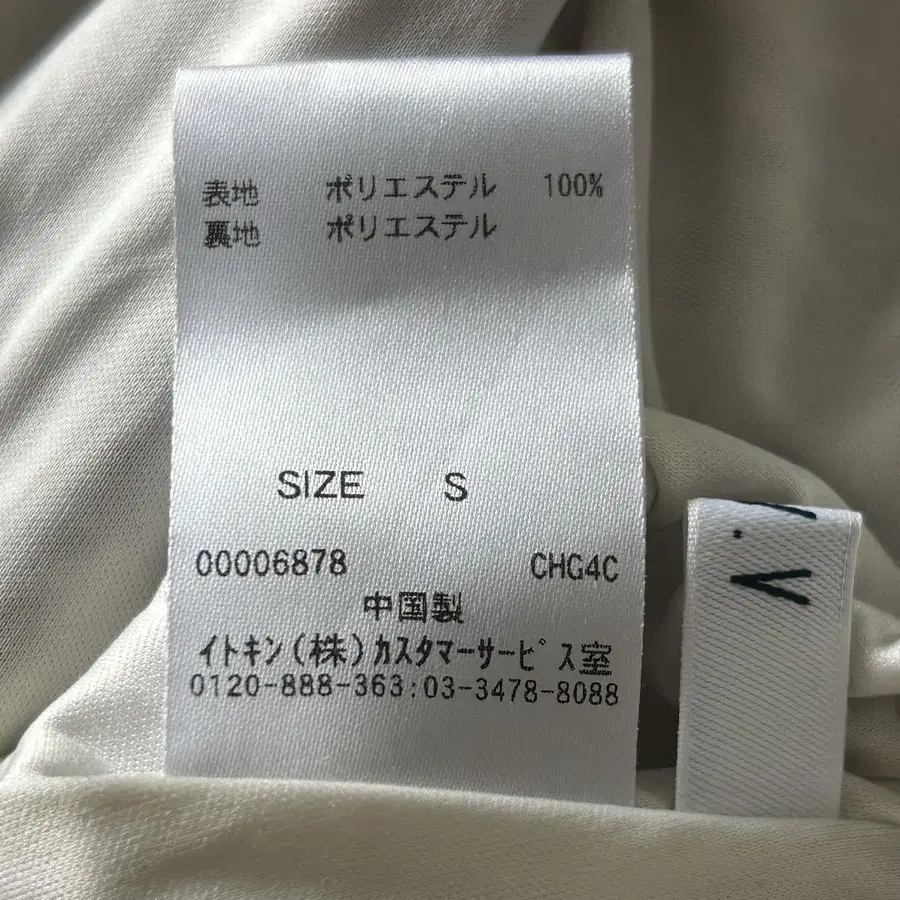 表地 ポリエステル 100%
裏地 ポリエステル
SIZE S
00006878 CHG4C
中国製
イトキン(株)カスタマーサービス室
0120-888-363:03-3478-8088